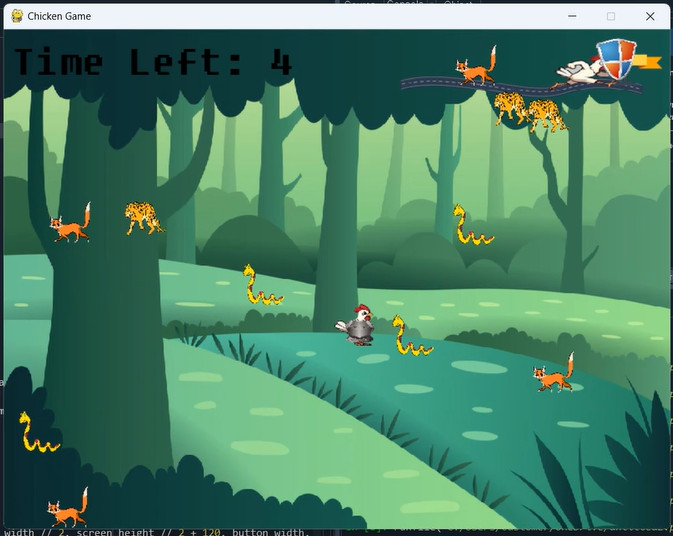 Chicken Game
Time Left: 4
width // 2, screen height // 2 + 120, button width,